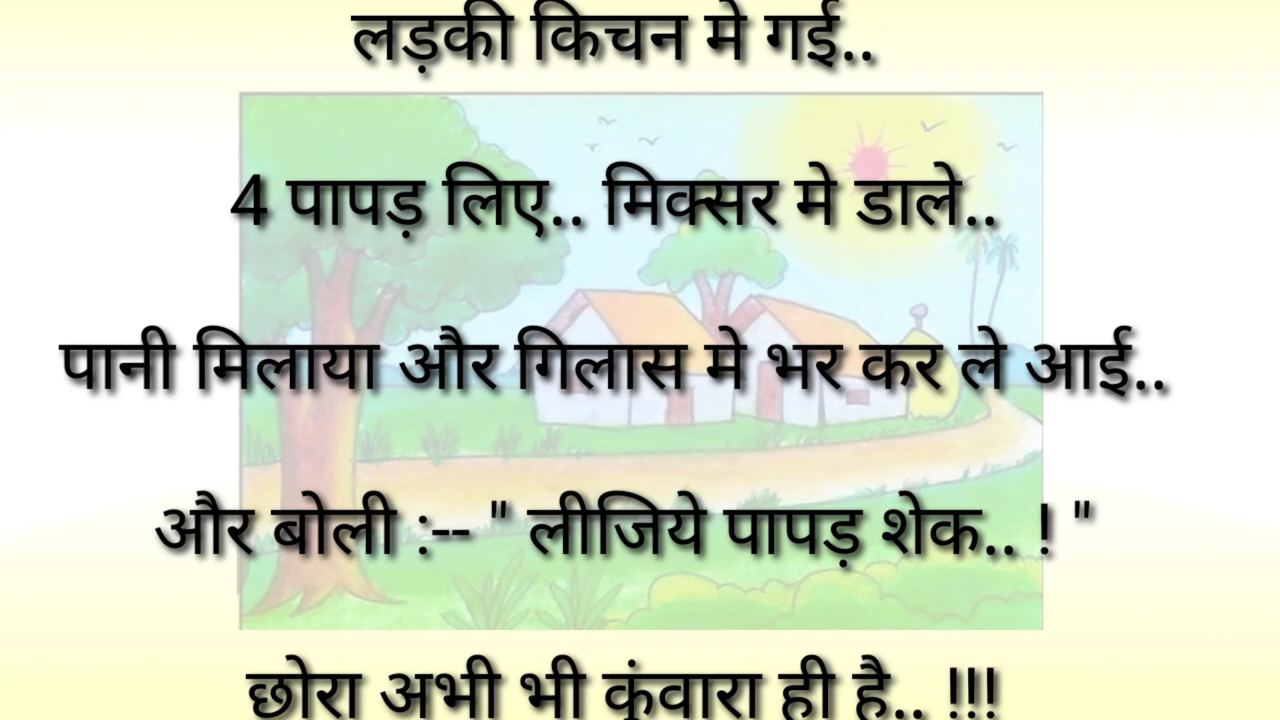 लड़की किचन मे गई..
4 पापड़ लिए.. मिक्सर मे डाले..
पानी मिलाया और गिलास मे भर कर ले आई..
और बोली :-- " लीजिये पापड़ शेक.. ! "
छोरा अभी भी कुंवारा ही है.. !!!